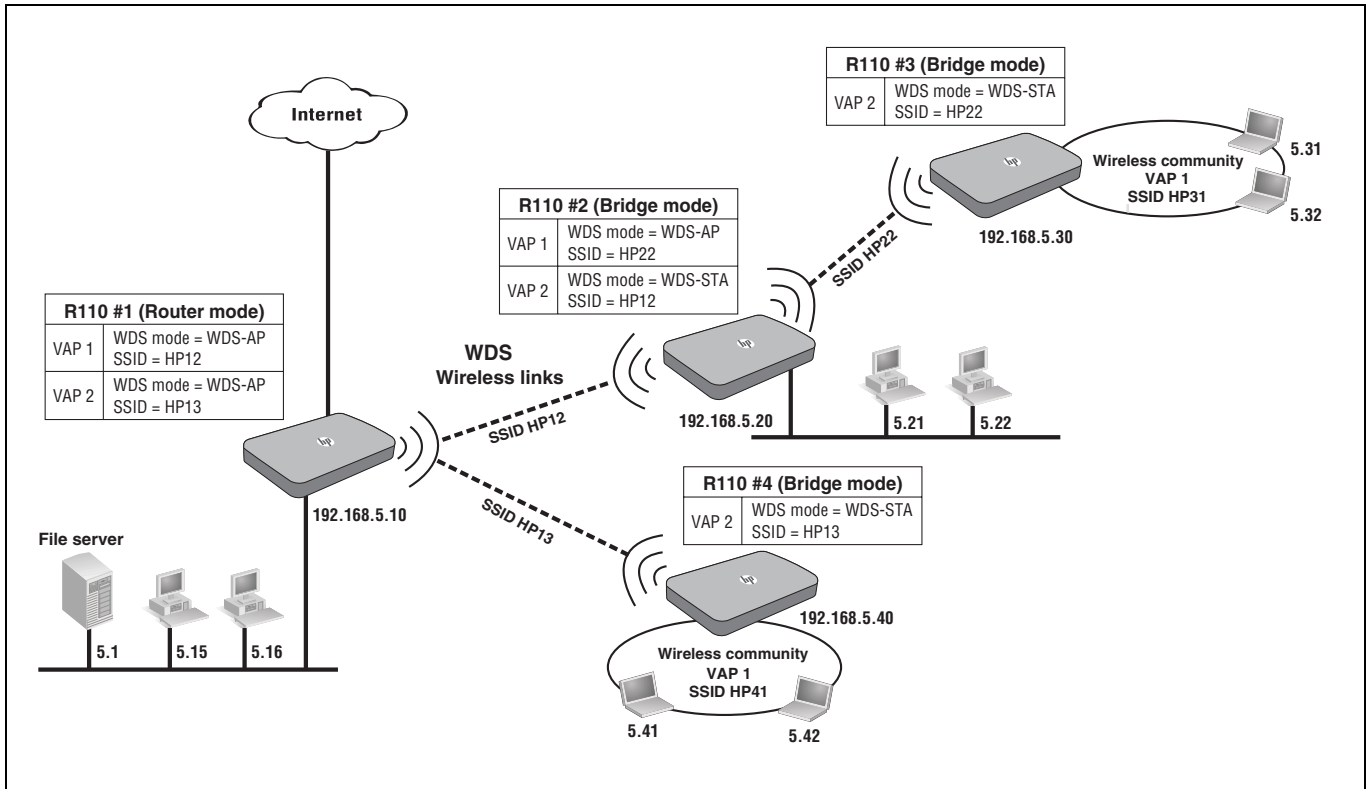 Internet
R110 #3 (Bridge mode)
VAP 2
WDS mode = WDS-STA
SSID = HP22
hp
Wireless community
VAP 1
SSID HP31
5.31
5.32
192.168.5.30
SSID HP22
R110 #2 (Bridge mode)
VAP 1
WDS mode = WDS-AP
SSID = HP22
VAP 2
WDS mode = WDS-STA
SSID = HP12
hp
192.168.5.20
5.21
5.22
R110 #1 (Router mode)
VAP 1
WDS mode = WDS-AP
SSID = HP12
VAP 2
WDS mode = WDS-AP
SSID = HP13
WDS
Wireless links
SSID HP12
SSID HP13
hp
192.168.5.10
R110 #4 (Bridge mode)
VAP 2
WDS mode = WDS-STA
SSID = HP13
hp
192.168.5.40
Wireless community
VAP 1
SSID HP41
5.41
5.42
File server
5.1
5.15
5.16